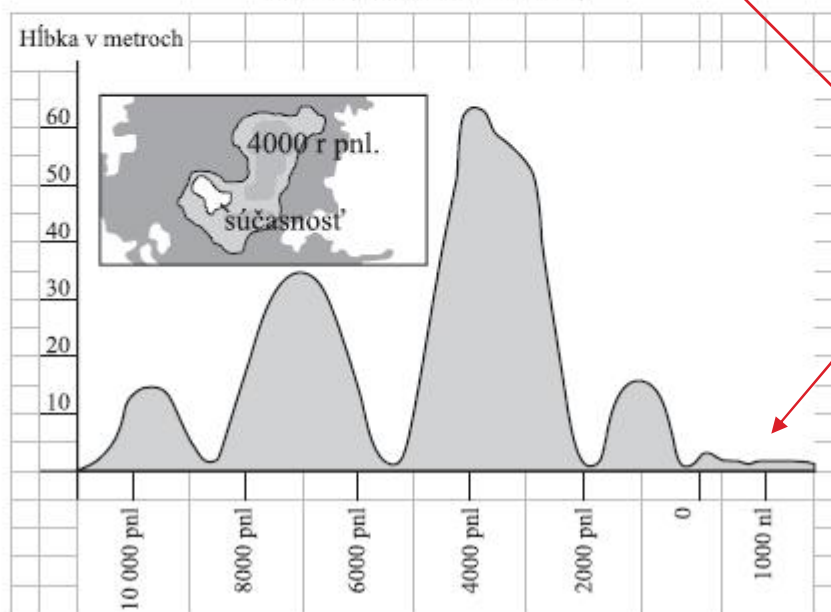 Hĺbka v metroch
60
50
40
30
20
10
4000 r pnl.
súčasnosť
10 000 pnl
8000 pnl
6000 pnl
4000 pnl
2000 pnl
0
1000 nl